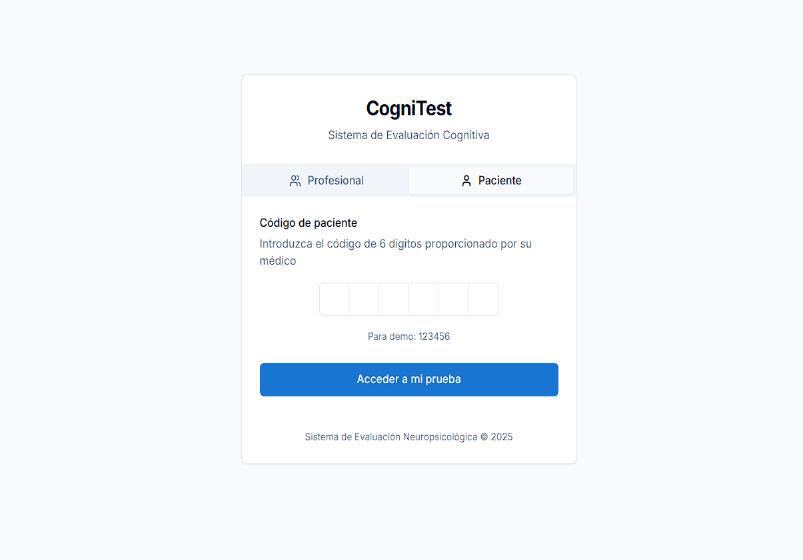 CogniTest
Sistema de Evaluación Cognitiva
Profesional
Paciente
Código de paciente
Introduzca el código de 6 dígitos proporcionado por su
médico
Para demo: 123456
Acceder a mi prueba
Sistema de Evaluación Neuropsicológica © 2025